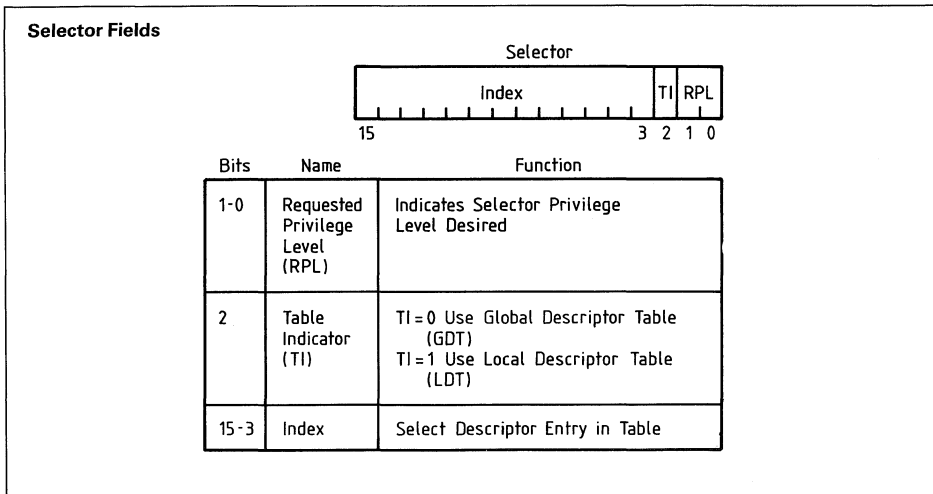 Selector Fields
Selector
Index TI RPL
15 3 2 1 0
Bits Name Function
1-0 Requested Privilege Level (RPL) Indicates Selector Privilege Level Desired
2 Table Indicator (TI) TI=0 Use Global Descriptor Table (GDT) TI=1 Use Local Descriptor Table (LDT)
15-3 Index Select Descriptor Entry in Table